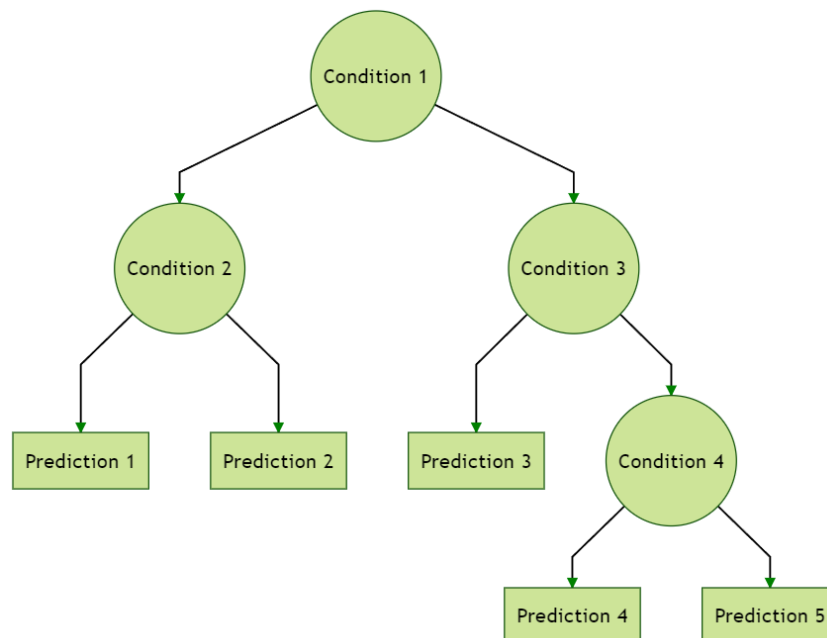 Condition 1
Condition 2
Condition 3
Prediction 1
Prediction 2
Prediction 3
Condition 4
Prediction 4
Prediction 5